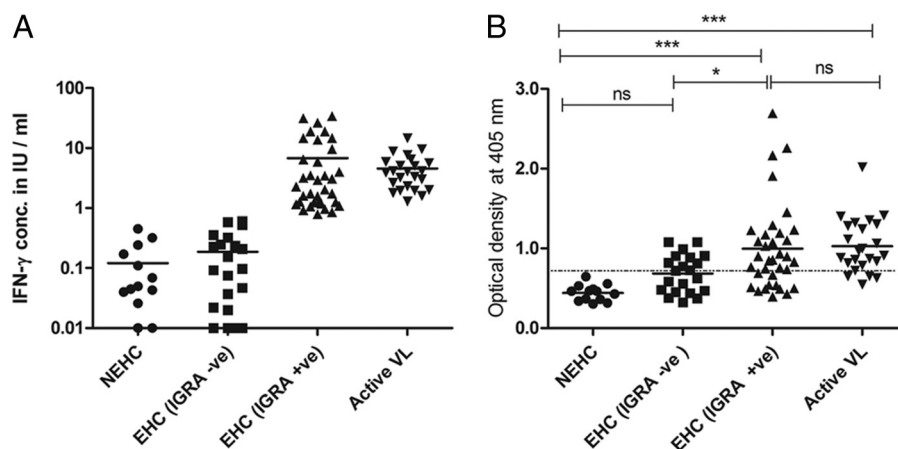 A
IFN-γ conc. in IU / ml
100
10
1
0.1
0.01
NEHC
EHC (IGRA -ve)
EHC (IGRA +ve)
Active VL
B
***
***
*
ns
ns
Optical density at 405 nm
3.0
2.0
1.0
0.0
NEHC
EHC (IGRA -ve )
EHC (IGRA +ve)
Active VL